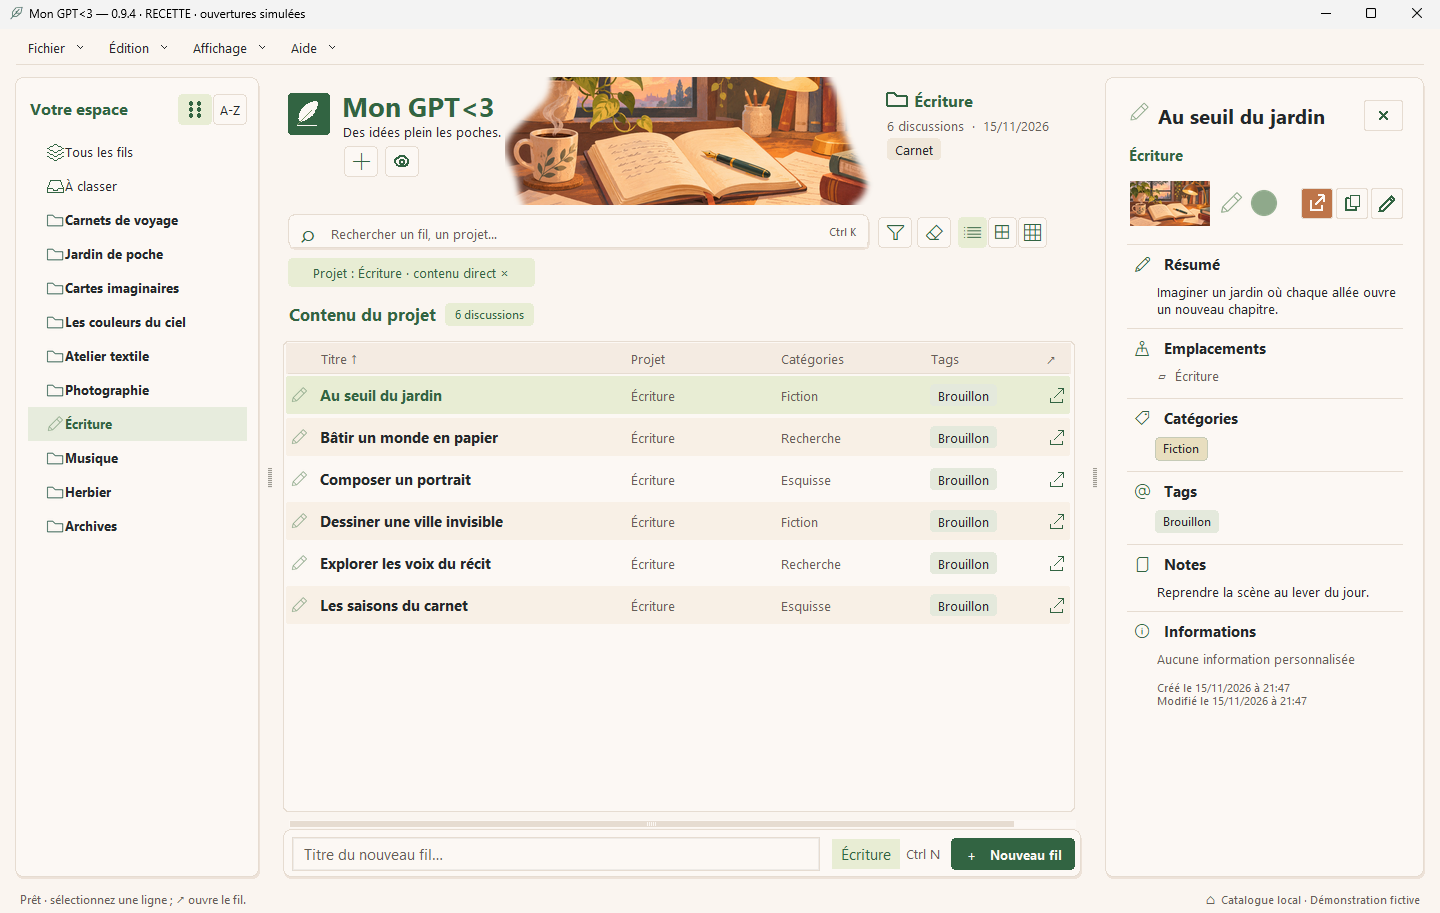 Mon GPT<3 — 0.9.4 · RECETTE · ouvertures simulées
Fichier Édition Affichage Aide
Votre espace
A-Z
Tous les fils
À classer
Carnets de voyage
Jardin de poche
Cartes imaginaires
Les couleurs du ciel
Atelier textile
Photographie
Écriture
Musique
Herbier
Archives
Mon GPT<3
Des idées plein les poches.
Écriture
6 discussions · 15/11/2026
Carnet
Rechercher un fil, un projet... Ctrl K
Projet : Écriture · contenu direct ×
Contenu du projet 6 discussions
Titre ↑ Projet Catégories Tags ↗
Au seuil du jardin Écriture Fiction Brouillon
Bâtir un monde en papier Écriture Recherche Brouillon
Composer un portrait Écriture Esquisse Brouillon
Dessiner une ville invisible Écriture Fiction Brouillon
Explorer les voix du récit Écriture Recherche Brouillon
Les saisons du carnet Écriture Esquisse Brouillon
Titre du nouveau fil... Écriture Ctrl N + Nouveau fil
Au seuil du jardin
Écriture
Résumé
Imaginer un jardin où chaque allée ouvre
un nouveau chapitre.
Emplacements
Écriture
Catégories
Fiction
Tags
Brouillon
Notes
Reprendre la scène au lever du jour.
Informations
Aucune information personnalisée
Créé le 15/11/2026 à 21:47
Modifié le 15/11/2026 à 21:47
Prêt · sélectionnez une ligne ; ↗ ouvre le fil.
Catalogue local · Démonstration fictive